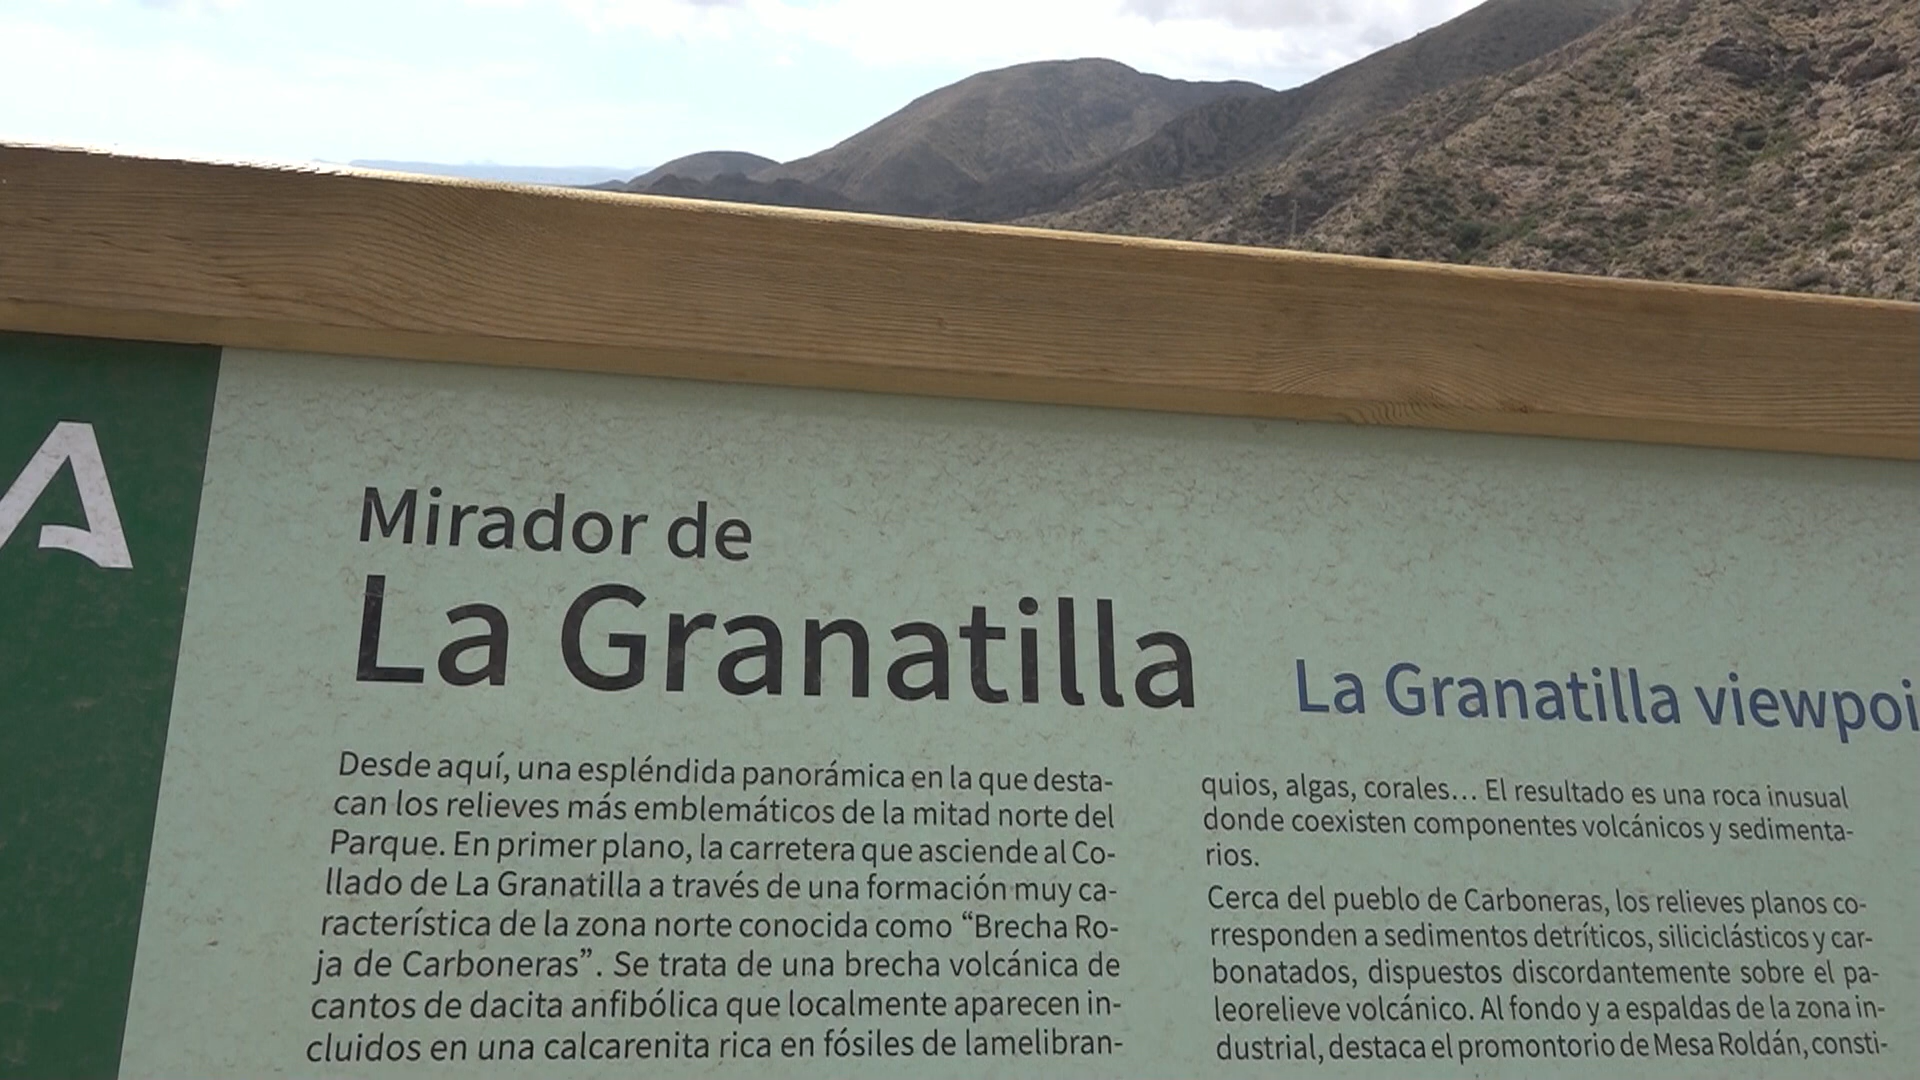 A
Mirador de
La Granatilla
La Granatilla viewpoi
Desde aquí, una espléndida panorámica en la que desta-
can los relieves más emblemáticos de la mitad norte del
Parque. En primer plano, la carretera que asciende al Co-
llado de La Granatilla a través de una formación muy ca-
racterística de la zona norte conocida como “Brecha Ro-
ja de Carboneras”. Se trata de una brecha volcánica de
cantos de dacita anfibólica que localmente aparecen in-
cluidos en una calcarenita rica en fósiles de lamelibran-
quios, algas, corales… El resultado es una roca inusual
donde coexisten componentes volcánicos y sedimenta-
rios.
Cerca del pueblo de Carboneras, los relieves planos co-
rresponden a sedimentos detríticos, siliciclásticos y car-
bonatados, dispuestos discordantemente sobre el pa-
leorelieve volcánico. Al fondo y a espaldas de la zona in-
dustrial, destaca el promontorio de Mesa Roldán, consti-